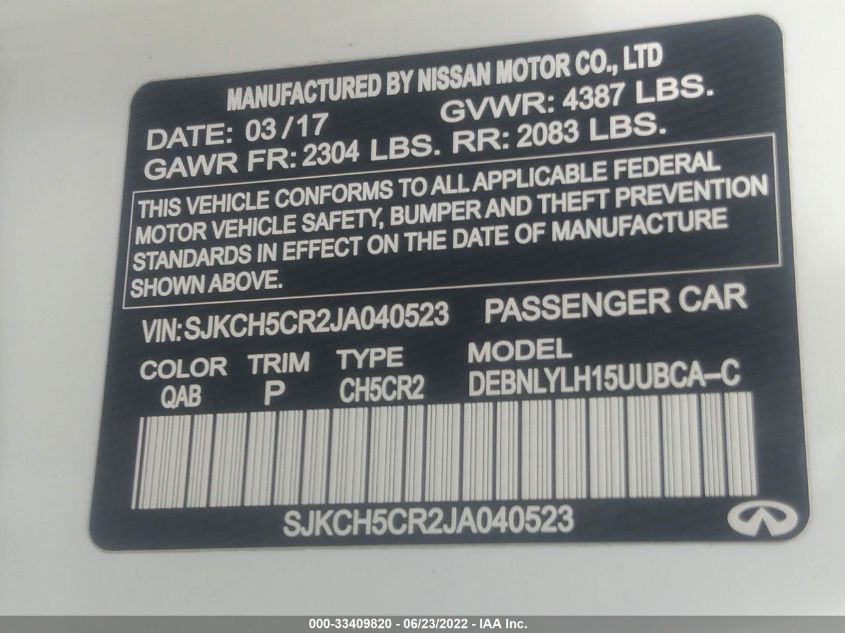 MANUFACTURED BY NISSAN MOTOR CO., LTD
DATE: 03/17 GVWR: 4387 LBS.
GAWR FR: 2304 LBS. RR: 2083 LBS.
THIS VEHICLE CONFORMS TO ALL APPLICABLE FEDERAL
MOTOR VEHICLE SAFETY, BUMPER AND THEFT PREVENTION
STANDARDS IN EFFECT ON THE DATE OF MANUFACTURE
SHOWN ABOVE.
VIN: SJKCH5CR2JA040523 PASSENGER CAR
COLOR TRIM TYPE MODEL
QAB P CH5CR2 DEBNLYLH15UUBCA-C
SJKCH5CR2JA040523
000-33409820 - 06/23/2022 - IAA Inc.